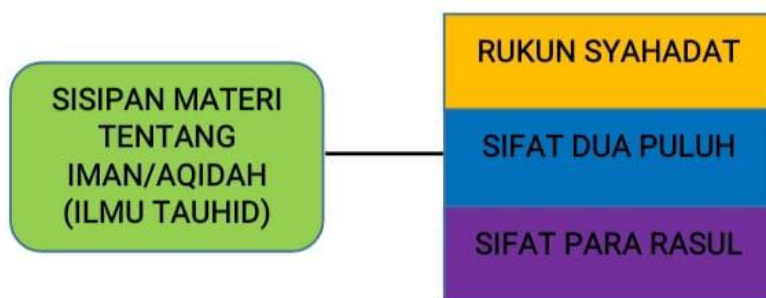 SISIPAN MATERI
TENTANG
IMAN/AQIDAH
(ILMU TAUHID)
RUKUN SYAHADAT
SIFAT DUA PULUH
SIFAT PARA RASUL